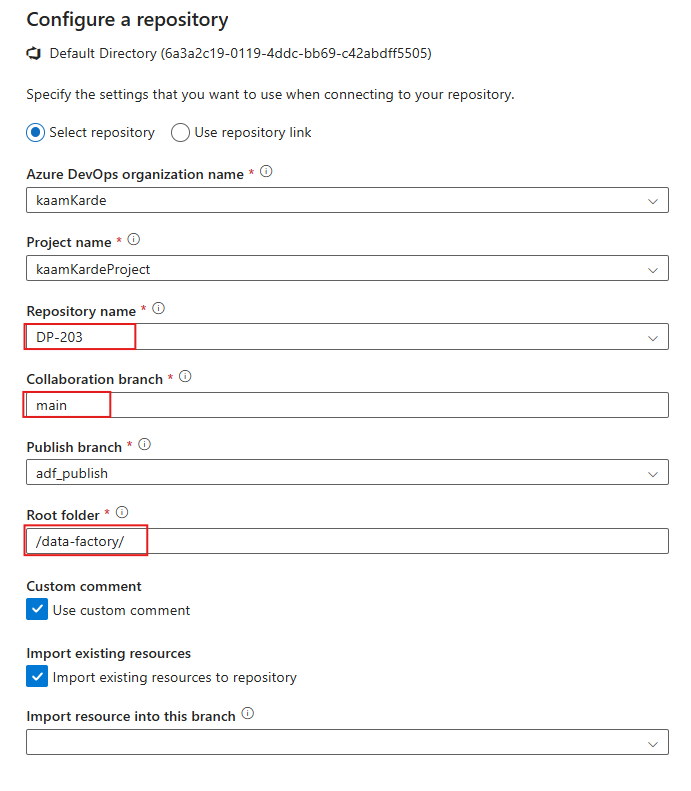 Configure a repository
Default Directory (6a3a2c19-0119-4ddc-bb69-c42abdff5505)
Specify the settings that you want to use when connecting to your repository.
Select repository Use repository link
Azure DevOps organization name *
kaamKarde
Project name *
kaamKardeProject
Repository name *
DP-203
Collaboration branch *
main
Publish branch *
adf_publish
Root folder *
/data-factory/
Custom comment
Use custom comment
Import existing resources
Import existing resources to repository
Import resource into this branch